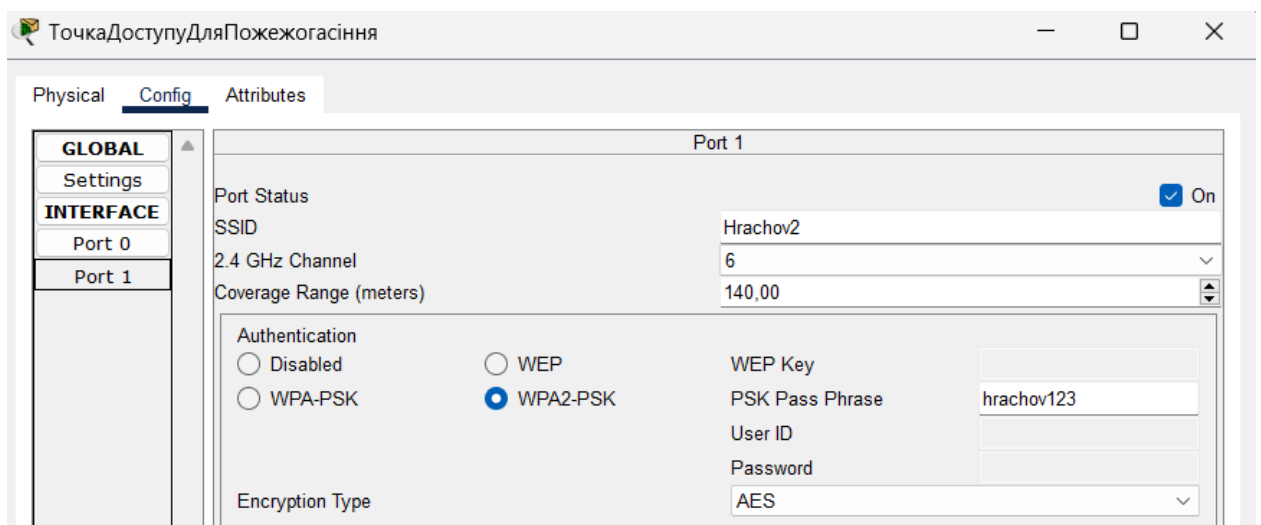 ТочкаДоступуДляПожежогасіння
Physical Config Attributes
GLOBAL
Settings
INTERFACE
Port 0
Port 1
Port 1
Port Status On
SSID Hrachov2
2.4 GHz Channel 6
Coverage Range (meters) 140,00
Authentication
Disabled WEP WEP Key
WPA-PSK WPA2-PSK PSK Pass Phrase hrachov123
User ID
Password
Encryption Type AES